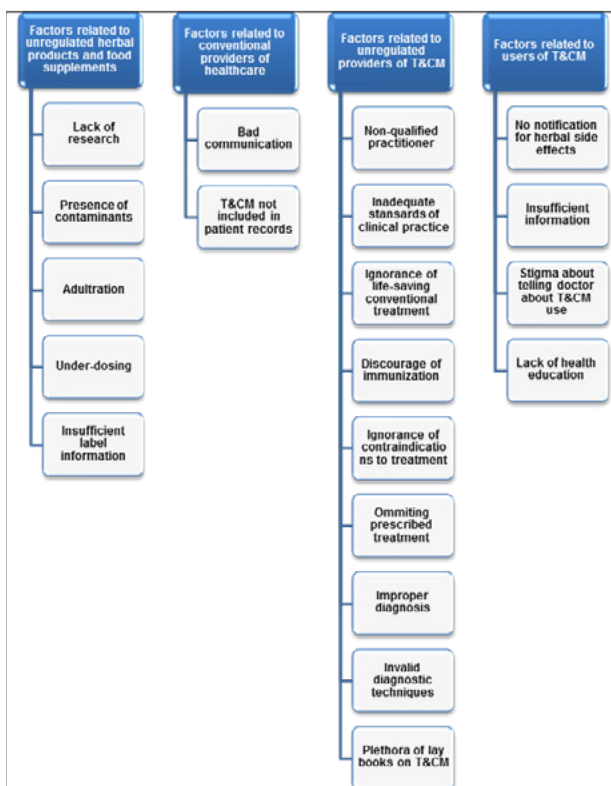 Factors related to
unregulated herbal
products and food
supplements
Lack of
research
Presence of
contaminants
Adultration
Under-dosing
Insufficient
label
information
Factors related to
conventional
providers of
healthcare
Bad
communication
T&CM not
included in
patient records
Factors related to
unregulated
providers of T&CM
Non-qualified
practitioner
Inadequate
stansards of
clinical practice
Ignorance of
life-saving
conventional
treatment
Discourage of
immunization
Ignorance of
contraindicatio
ns to treatment
Ommiting
prescribed
treatment
Improper
diagnosis
Invalid
diagnostic
techniques
Plethora of lay
books on T&CM
Factors related to
users of T&CM
No notification
for herbal side
effects
Insufficient
information
Stigma about
telling doctor
about T&CM
use
Lack of health
education